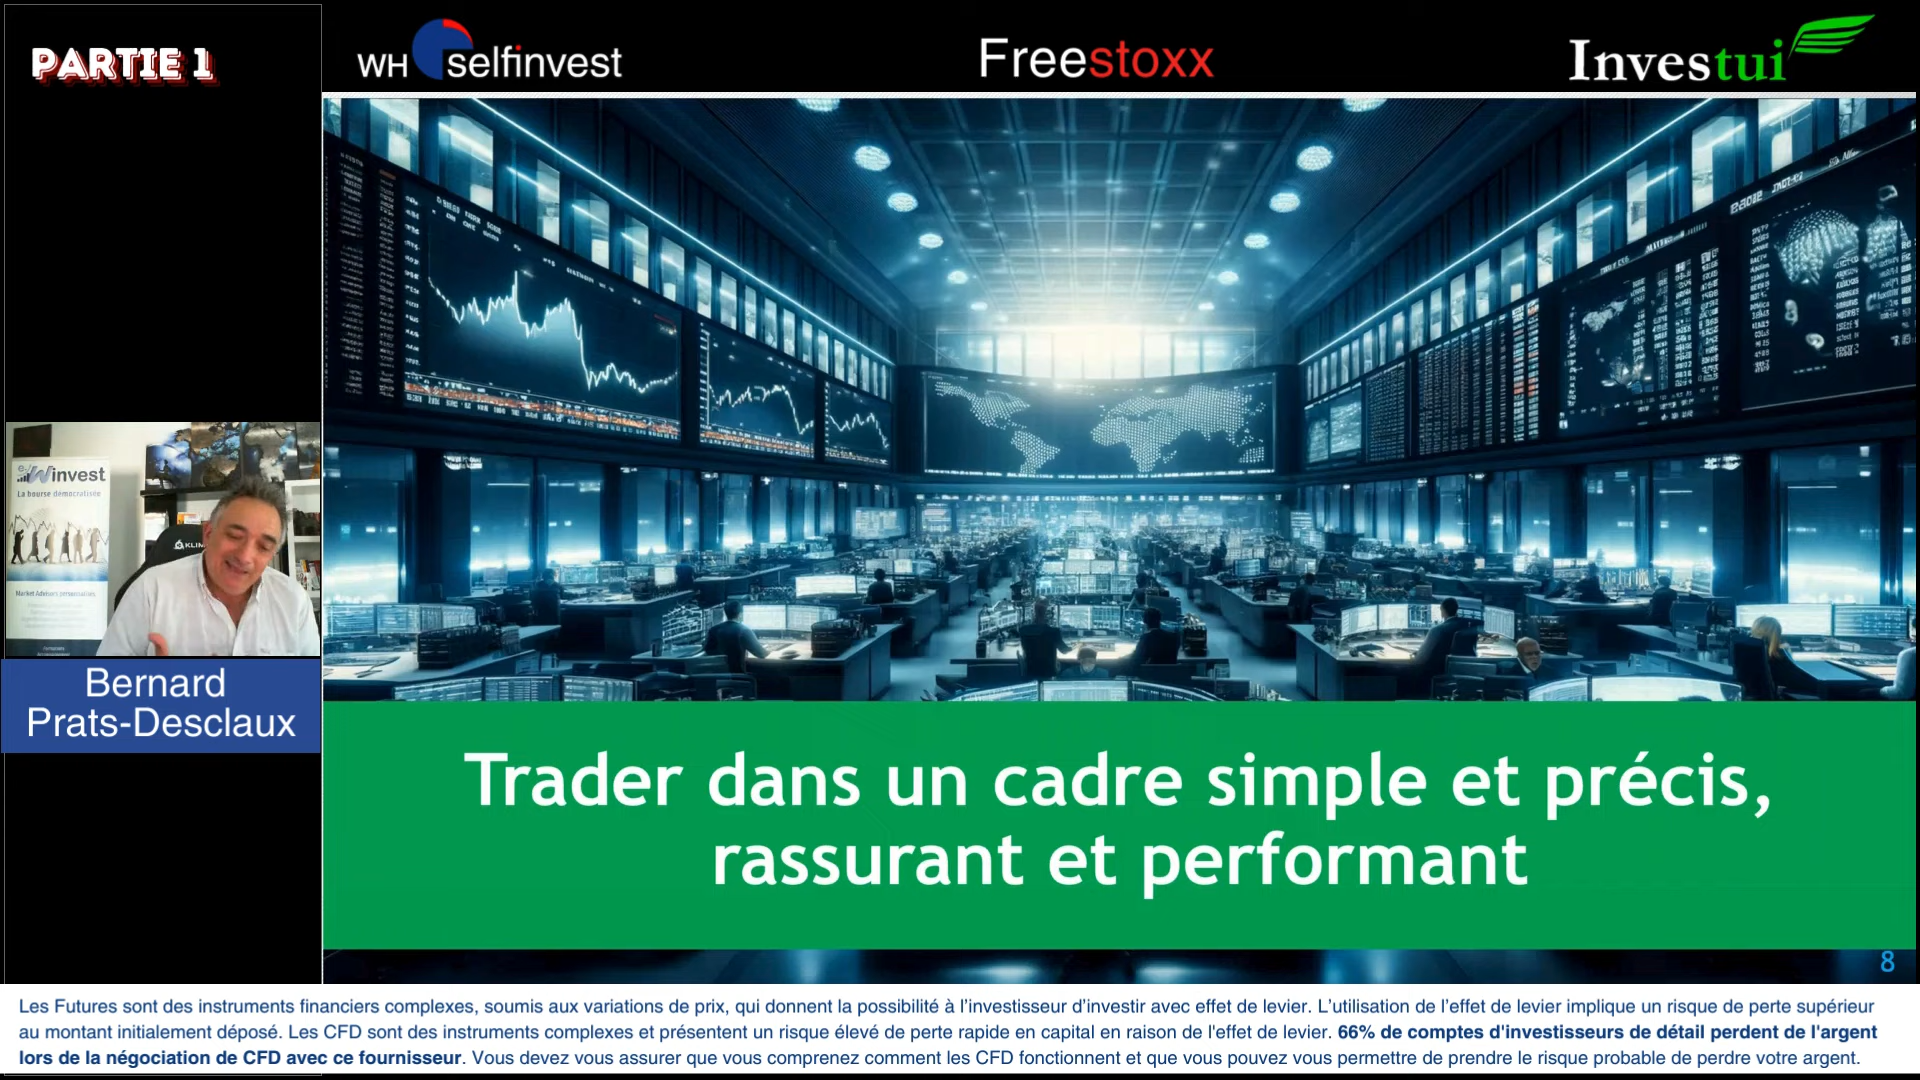 PARTIE 1
WH selfinvest
Freestoxx
Investui
e-Winvest
La bourse démocratisée
KLIM
Bernard
Prats-Desclaux
Trader dans un cadre simple et précis,
rassurant et performant
8
Les Futures sont des instruments financiers complexes, soumis aux variations de prix, qui donnent la possibilité à l'investisseur d'investir avec effet de levier. L'utilisation de l'effet de levier implique un risque de perte supérieur
au montant initialement déposé. Les CFD sont des instruments complexes et présentent un risque élevé de perte rapide en capital en raison de l'effet de levier. 66% de comptes d'investisseurs de détail perdent de l'argent
lors de la négociation de CFD avec ce fournisseur. Vous devez vous assurer que vous comprenez comment les CFD fonctionnent et que vous pouvez vous permettre de prendre le risque probable de perdre votre argent.